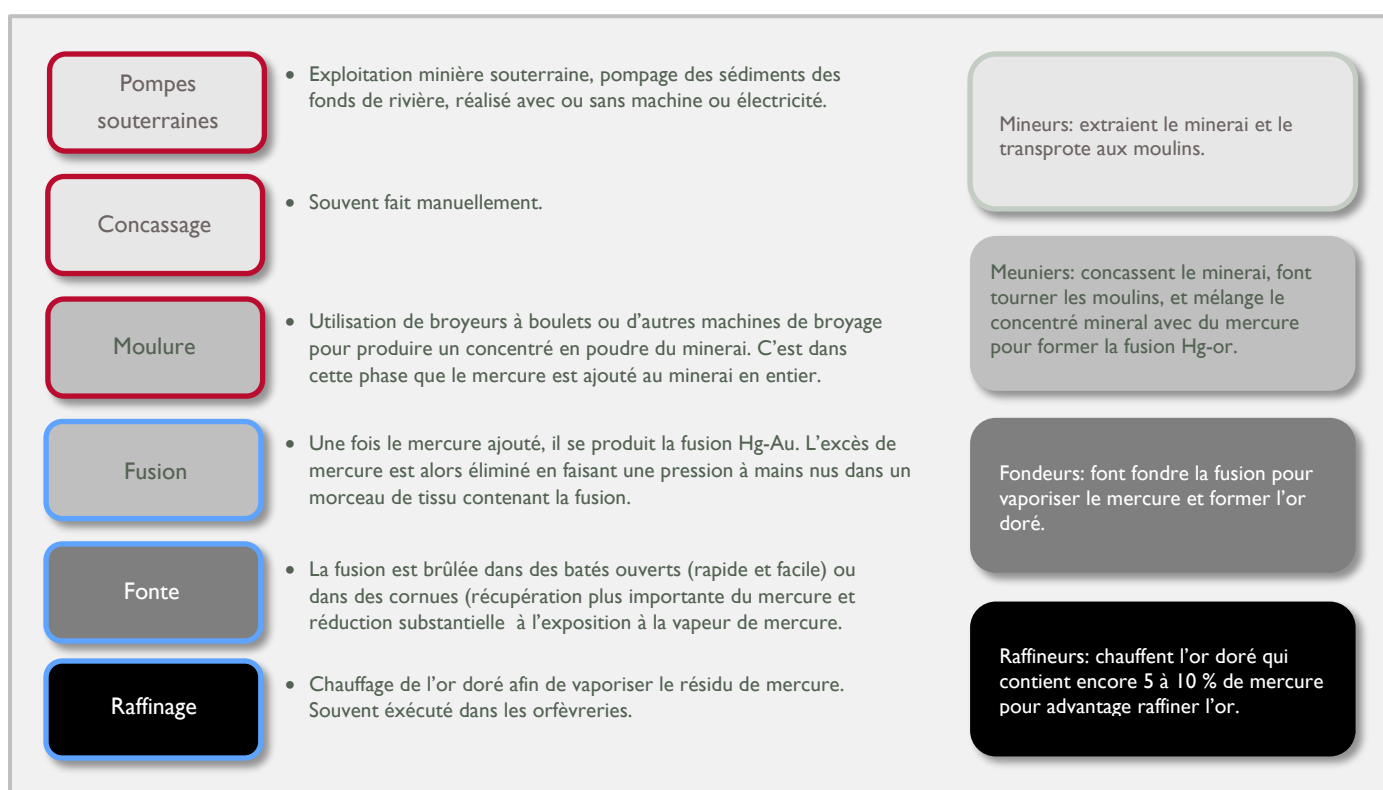 Pompes
souterraines
• Exploitation minière souterraine, pompage des sédiments des
fonds de rivière, réalisé avec ou sans machine ou électricité.
Concassage
• Souvent fait manuellement.
Moulure
• Utilisation de broyeurs à boulets ou d’autres machines de broyage
pour produire un concentré en poudre du minerai. C’est dans
cette phase que le mercure est ajouté au minerai en entier.
Fusion
• Une fois le mercure ajouté, il se produit la fusion Hg-Au. L’excès de
mercure est alors éliminé en faisant une pression à mains nus dans un
morceau de tissu contenant la fusion.
Fonte
• La fusion est brûlée dans des batés ouverts (rapide et facile) ou
dans des cornues (récupération plus importante du mercure et
réduction substantielle à l’exposition à la vapeur de mercure.
Raffinage
• Chauffage de l’or doré afin de vaporiser le résidu de mercure.
Souvent éxécuté dans les orfèvreries.
Mineurs: extraient le minerai et le
transprote aux moulins.
Meuniers: concassent le minerai, font
tourner les moulins, et mélange le
concentré mineral avec du mercure
pour former la fusion Hg-or.
Fondeurs: font fondre la fusion pour
vaporiser le mercure et former l’or
doré.
Raffineurs: chauffent l’or doré qui
contient encore 5 à 10 % de mercure
pour advantage raffiner l’or.